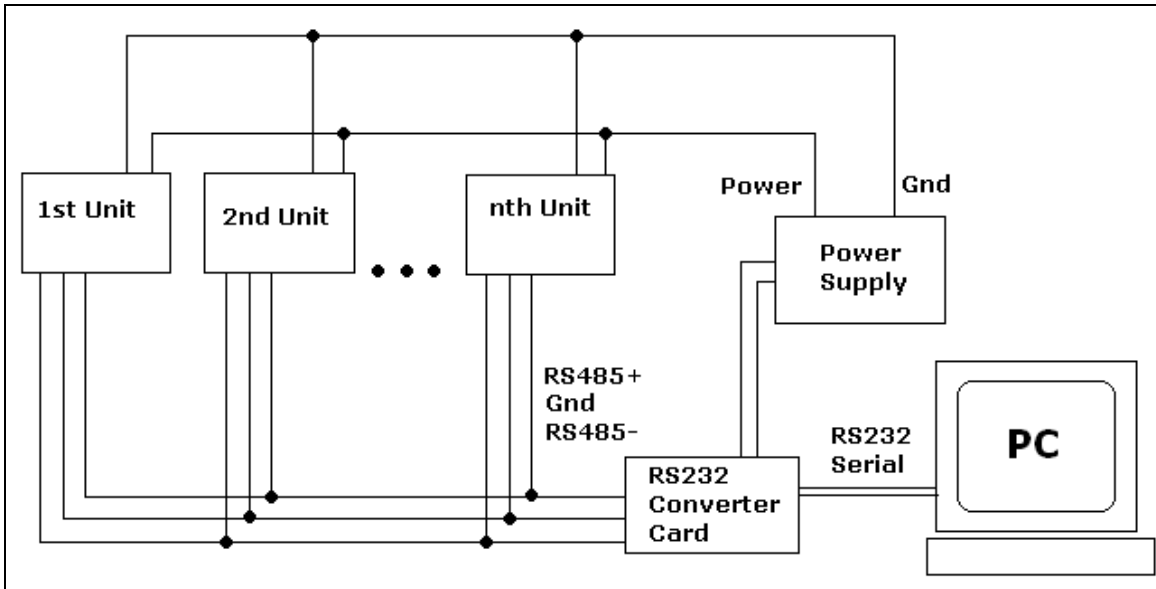 1st Unit
2nd Unit
nth Unit
Power
Gnd
Power
Supply
RS485+
Gnd
RS485-
RS232
Converter
Card
RS232
Serial
PC